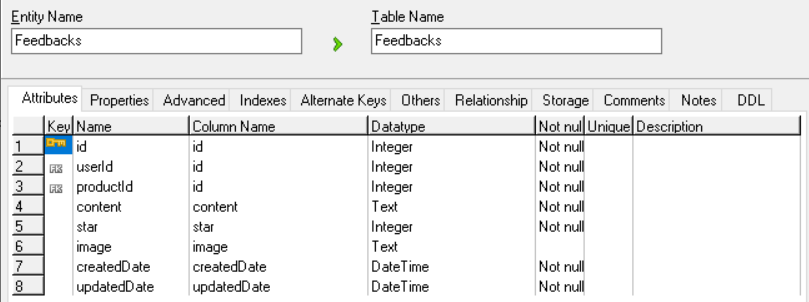 Entity Name Table Name
Feedbacks Feedbacks
Attributes Properties Advanced Indexes Alternate Keys Others Relationship Storage Comments Notes DDL
Key Name Column Name Datatype Not nul Unique Description
1 id id Integer Not null
2 FK userId id Integer Not null
3 FK productId id Integer Not null
4 content content Text Not null
5 star star Integer Not null
6 image image Text
7 createdDate createdDate DateTime Not null
8 updatedDate updatedDate DateTime Not null